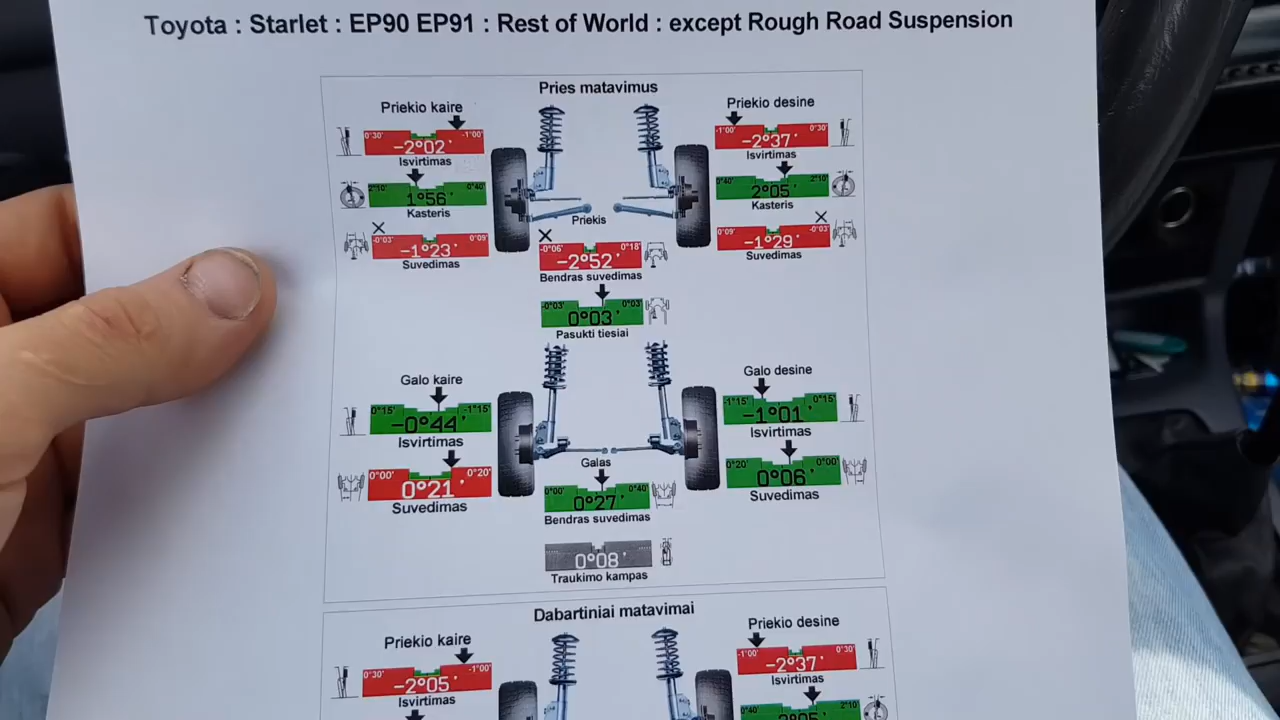 Toyota : Starlet : EP90 EP91 : Rest of World : except Rough Road Suspension
Pries matavimus
Priekio kaire
Priekio desine
0°30' -1°00'
-2°02'
Isvirtimas
-1°00' 0°30'
-2°37'
Isvirtimas
2°10' 0°40'
1°56'
Kasteris
0°40' 2°10'
2°05'
Kasteris
Priekis
-0°03' 0°09'
-1°23'
Suvedimas
-0°06' 0°18'
-2°52'
Bendras suvedimas
0°09' -0°03'
-1°29'
Suvedimas
-0°03' 0°03'
0°03'
Pasukti tiesiai
Galo kaire
Galo desine
0°15' -1°15'
-0°44'
Isvirtimas
-1°15' 0°15'
-1°01'
Isvirtimas
Galas
0°00' 0°20'
0°21'
Suvedimas
0°00' 0°40'
0°27'
Bendras suvedimas
0°20' 0°00'
0°06'
Suvedimas
0°08'
Traukimo kampas
Dabartiniai matavimai
Priekio kaire
Priekio desine
0°30' -1°00'
-2°05'
Isvirtimas
-1°00' 0°30'
-2°37'
Isvirtimas
0°40' 2°10'